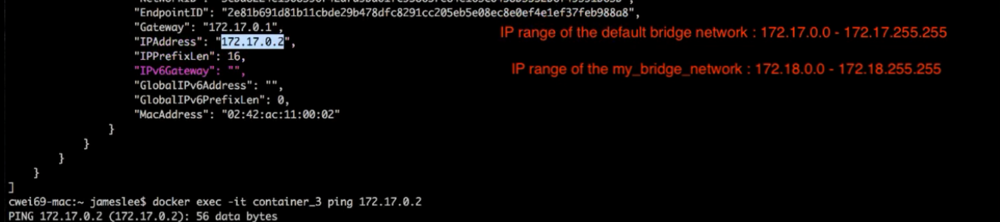 "EndpointID": "2e81b691d81b11cbde29b478dfc8291cc205eb5e08ec8e0ef4e1ef37feb988a8",
"Gateway": "172.17.0.1",
IP range of the default bridge network : 172.17.0.0 - 172.17.255.255
"IPAddress": "172.17.0.2",
"IPPrefixLen": 16,
IP range of the my_bridge_network : 172.18.0.0 - 172.18.255.255
"IPv6Gateway": "",
"GlobalIPv6Address": "",
"GlobalIPv6PrefixLen": 0,
"MacAddress": "02:42:ac:11:00:02"
}
}
}
}
]
cwei69-mac:~ jameslee$ docker exec -it container_3 ping 172.17.0.2
PING 172.17.0.2 (172.17.0.2): 56 data bytes